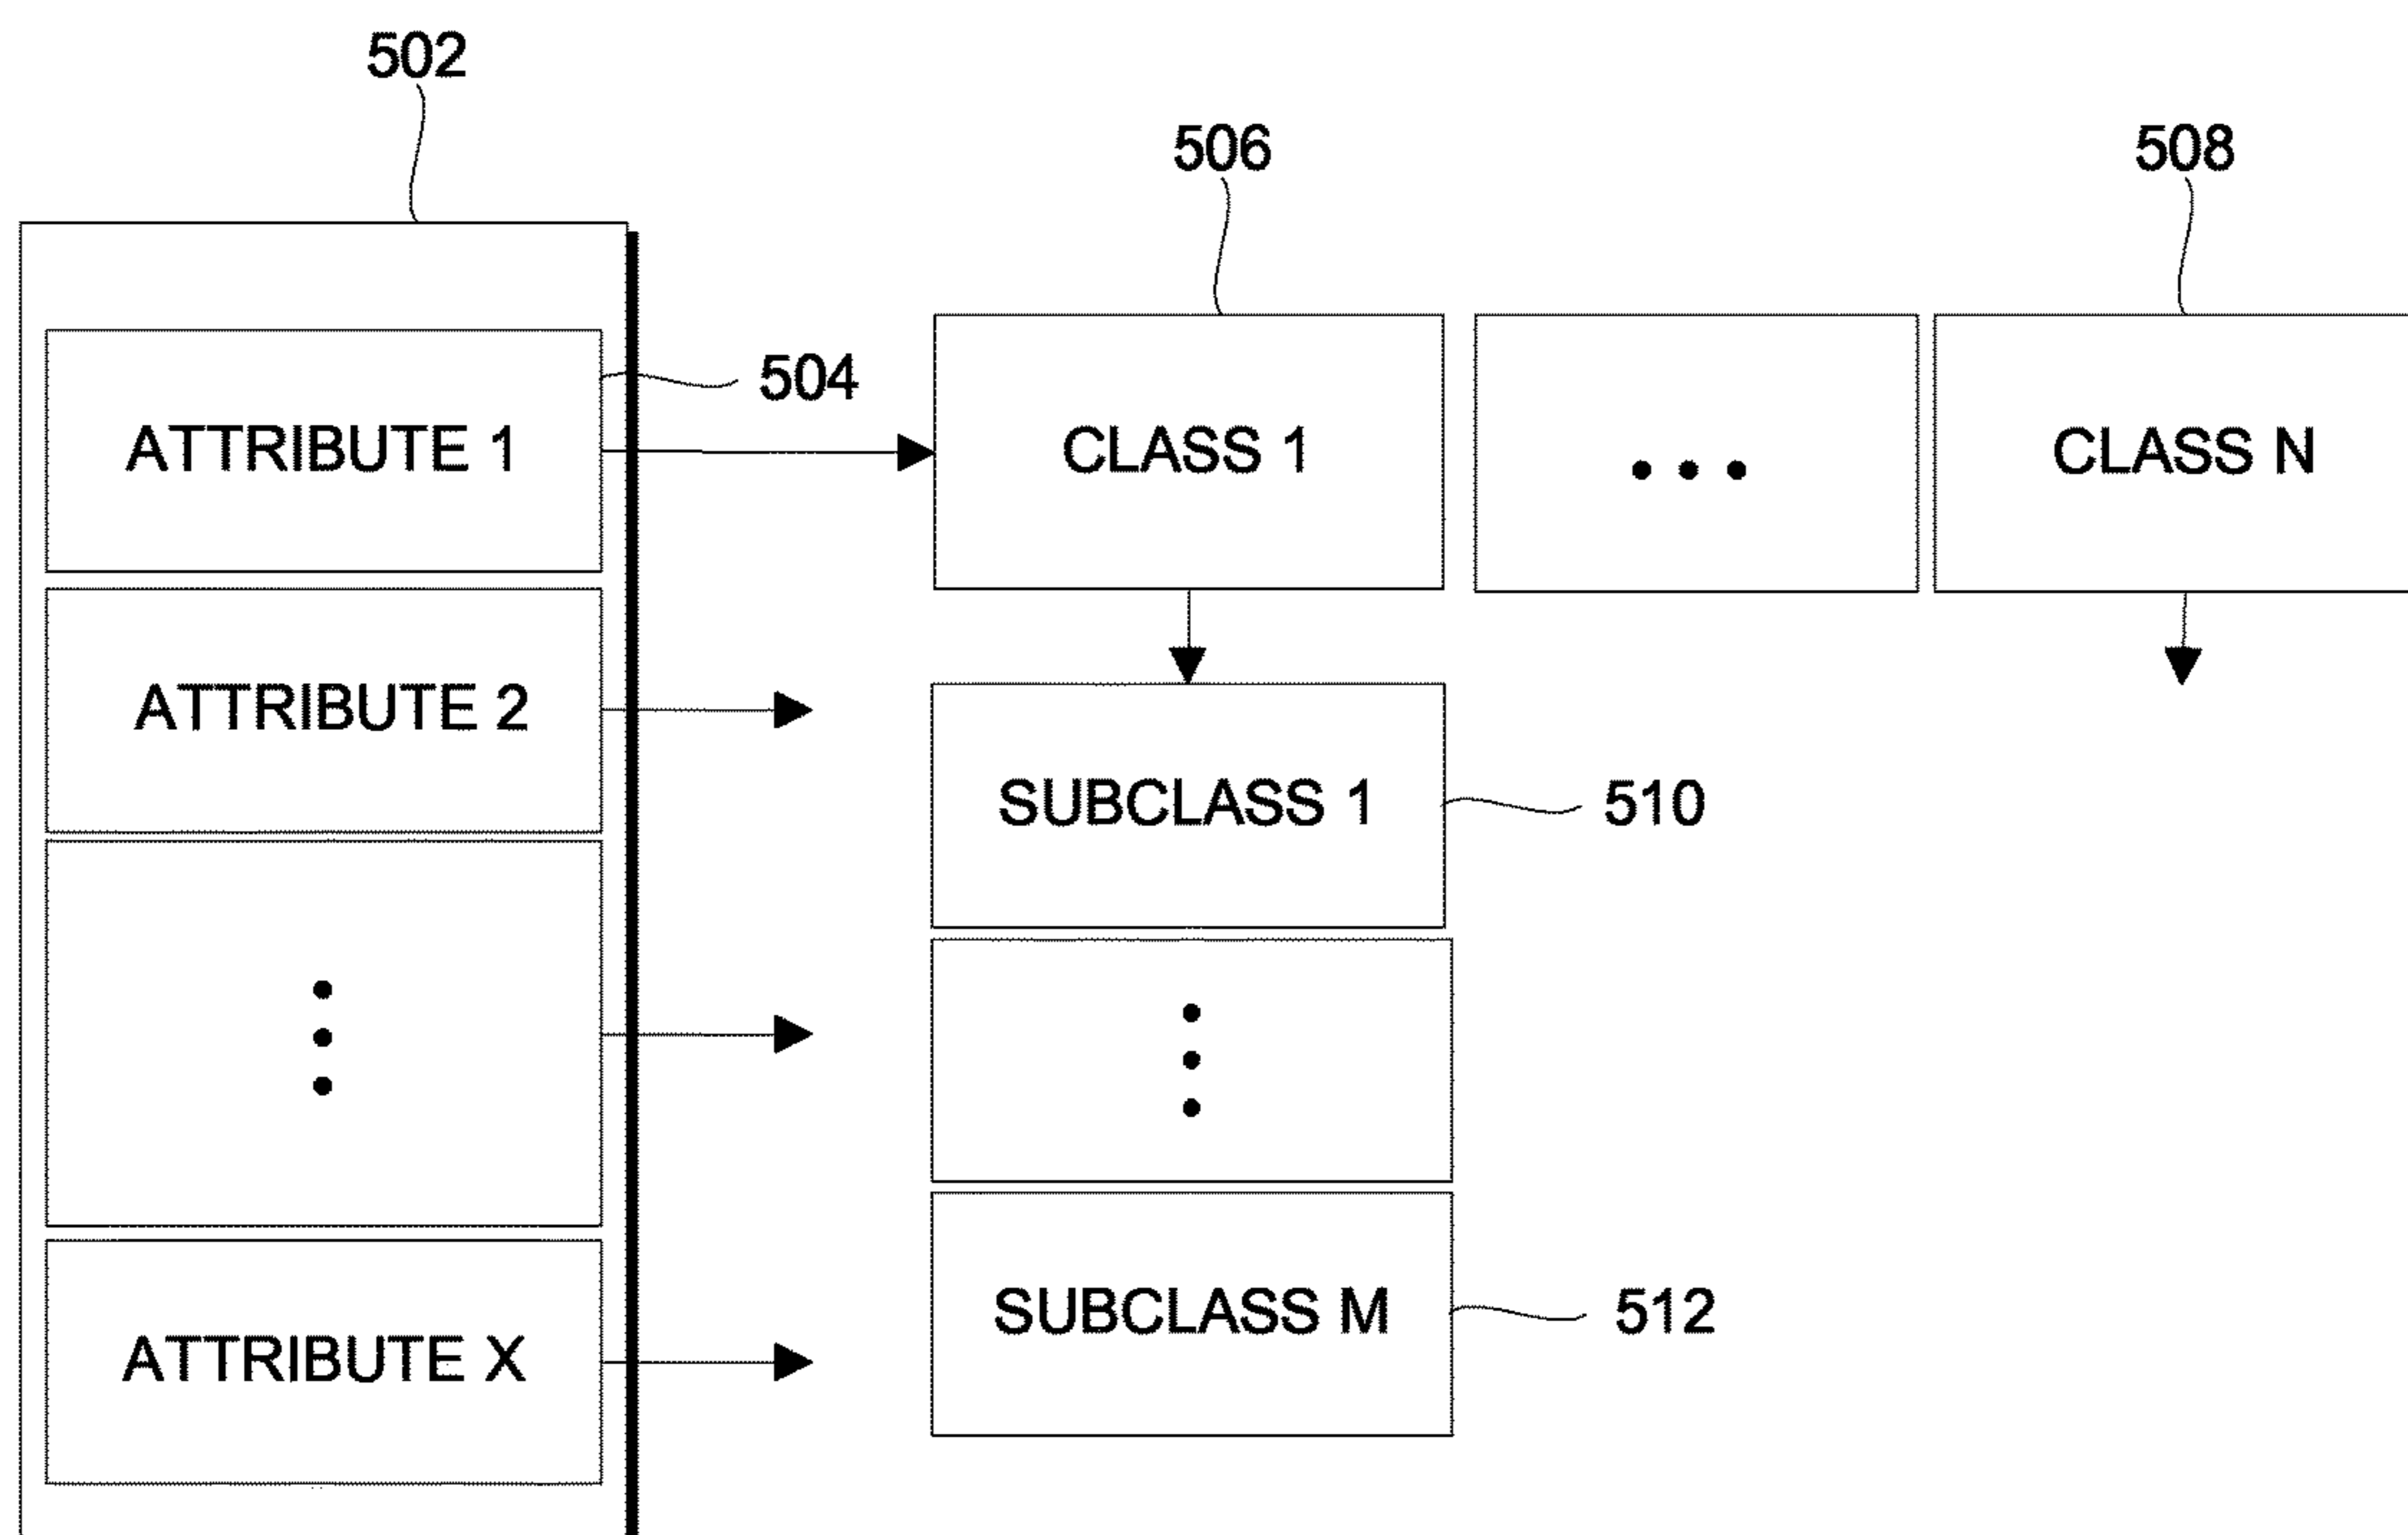 502
506
508
504
ATTRIBUTE 1
CLASS 1
• • •
CLASS N
ATTRIBUTE 2
SUBCLASS 1
510
SUBCLASS M
512
ATTRIBUTE X